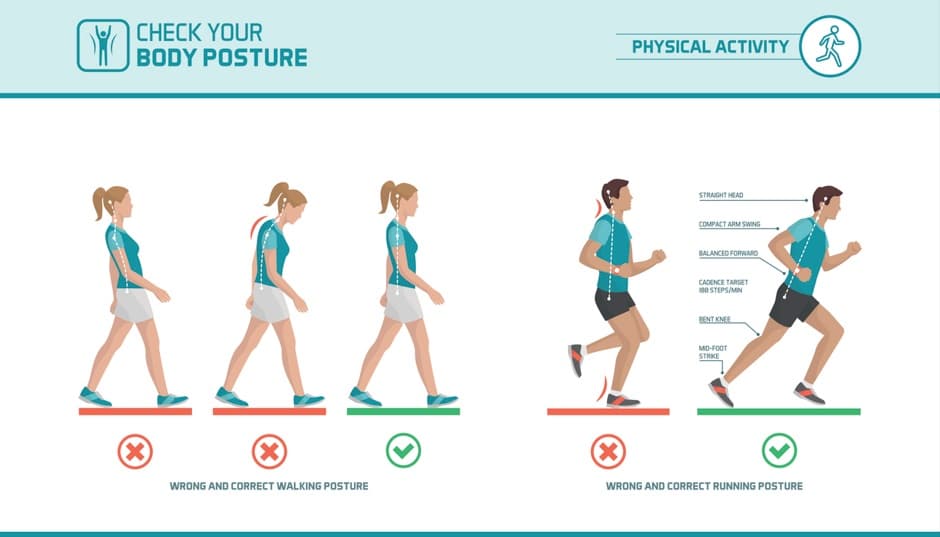 CHECK YOUR
BODY POSTURE
PHYSICAL ACTIVITY
STRAIGHT HEAD
COMPACT ARM SWING
BALANCED FORWARD
CADENCE TARGET
180 STEPS/MIN
BENT KNEE
MID-FOOT
STRIKE
WRONG AND CORRECT WALKING POSTURE
WRONG AND CORRECT RUNNING POSTURE